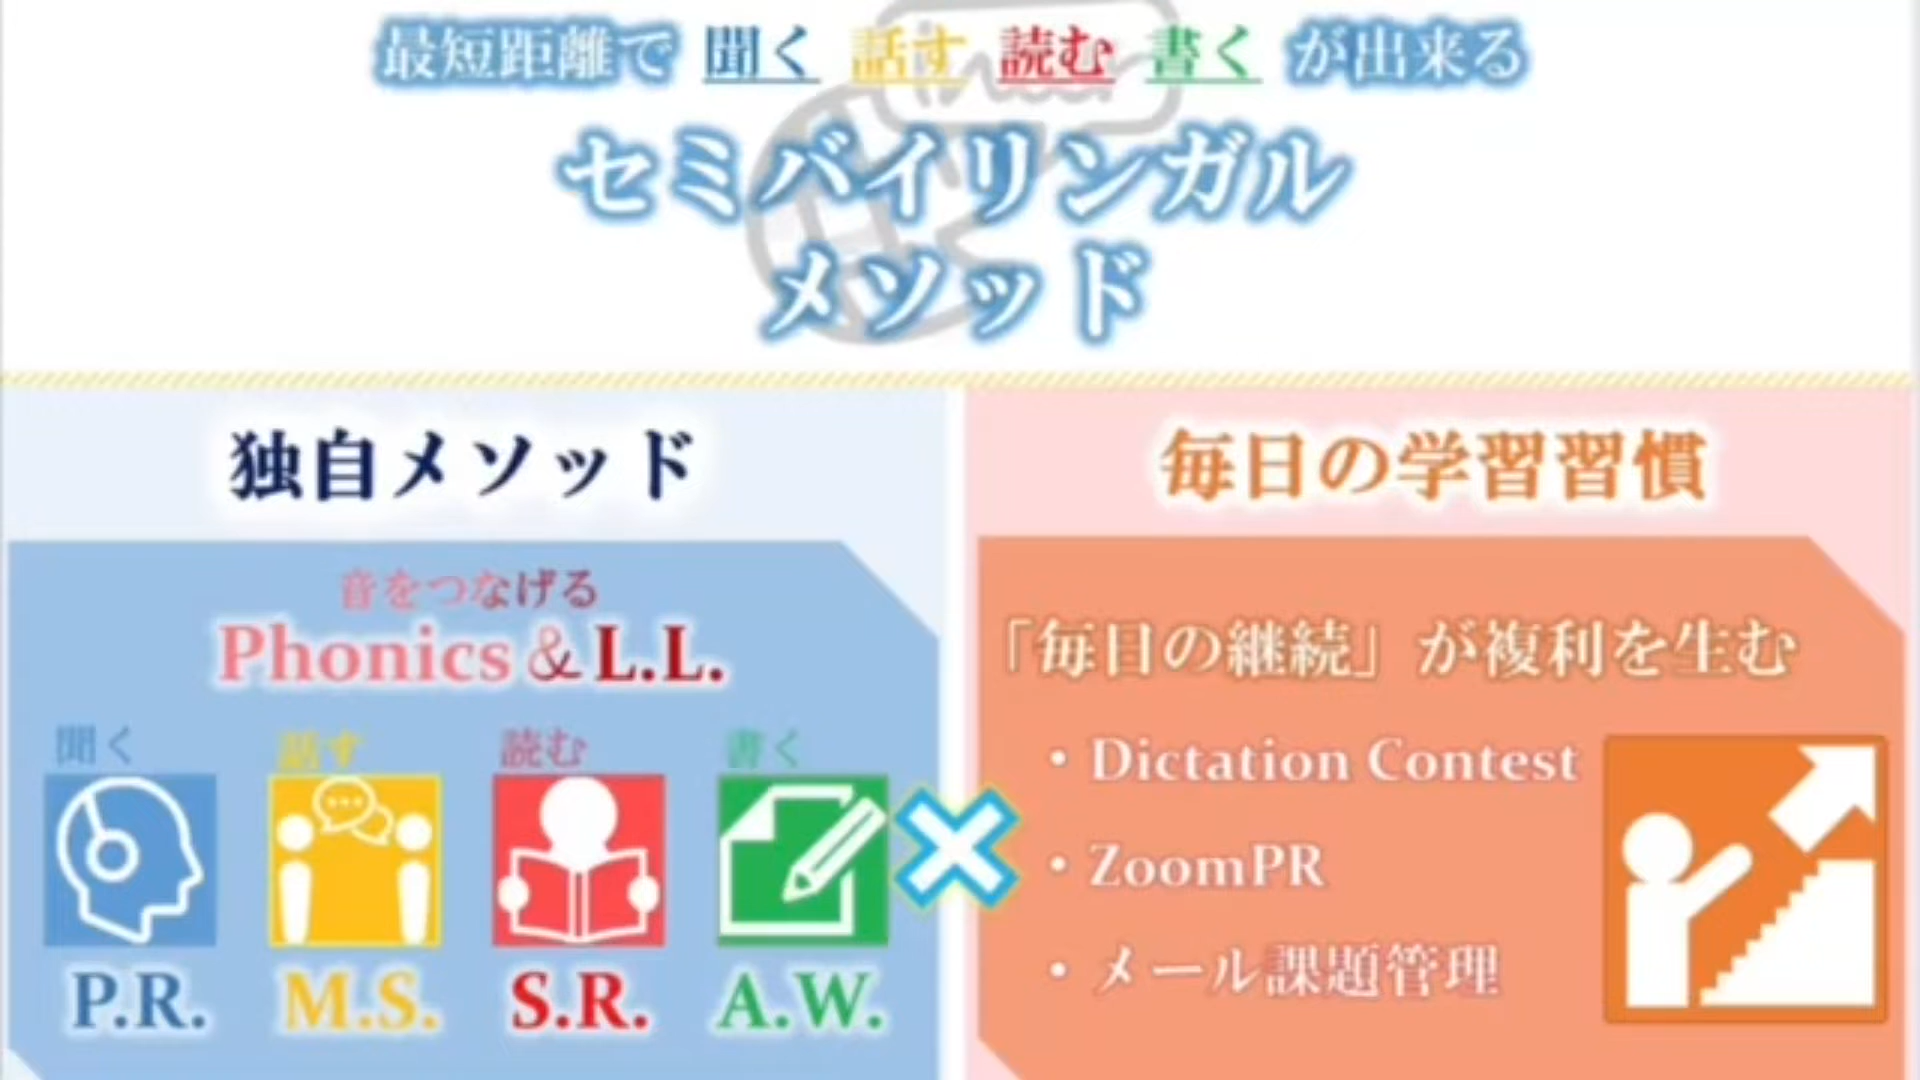 最短距離で 聞く 話す 読む 書く が出来る
セミバイリンガル
メソッド
独自メソッド
音をつなげる
Phonics&L.L.
聞く 話す 読む 書く
P.R. M.S. S.R. A.W.
毎日の学習習慣
「毎日の継続」が複利を生む
・Dictation Contest
・ZoomPR
・メール課題管理